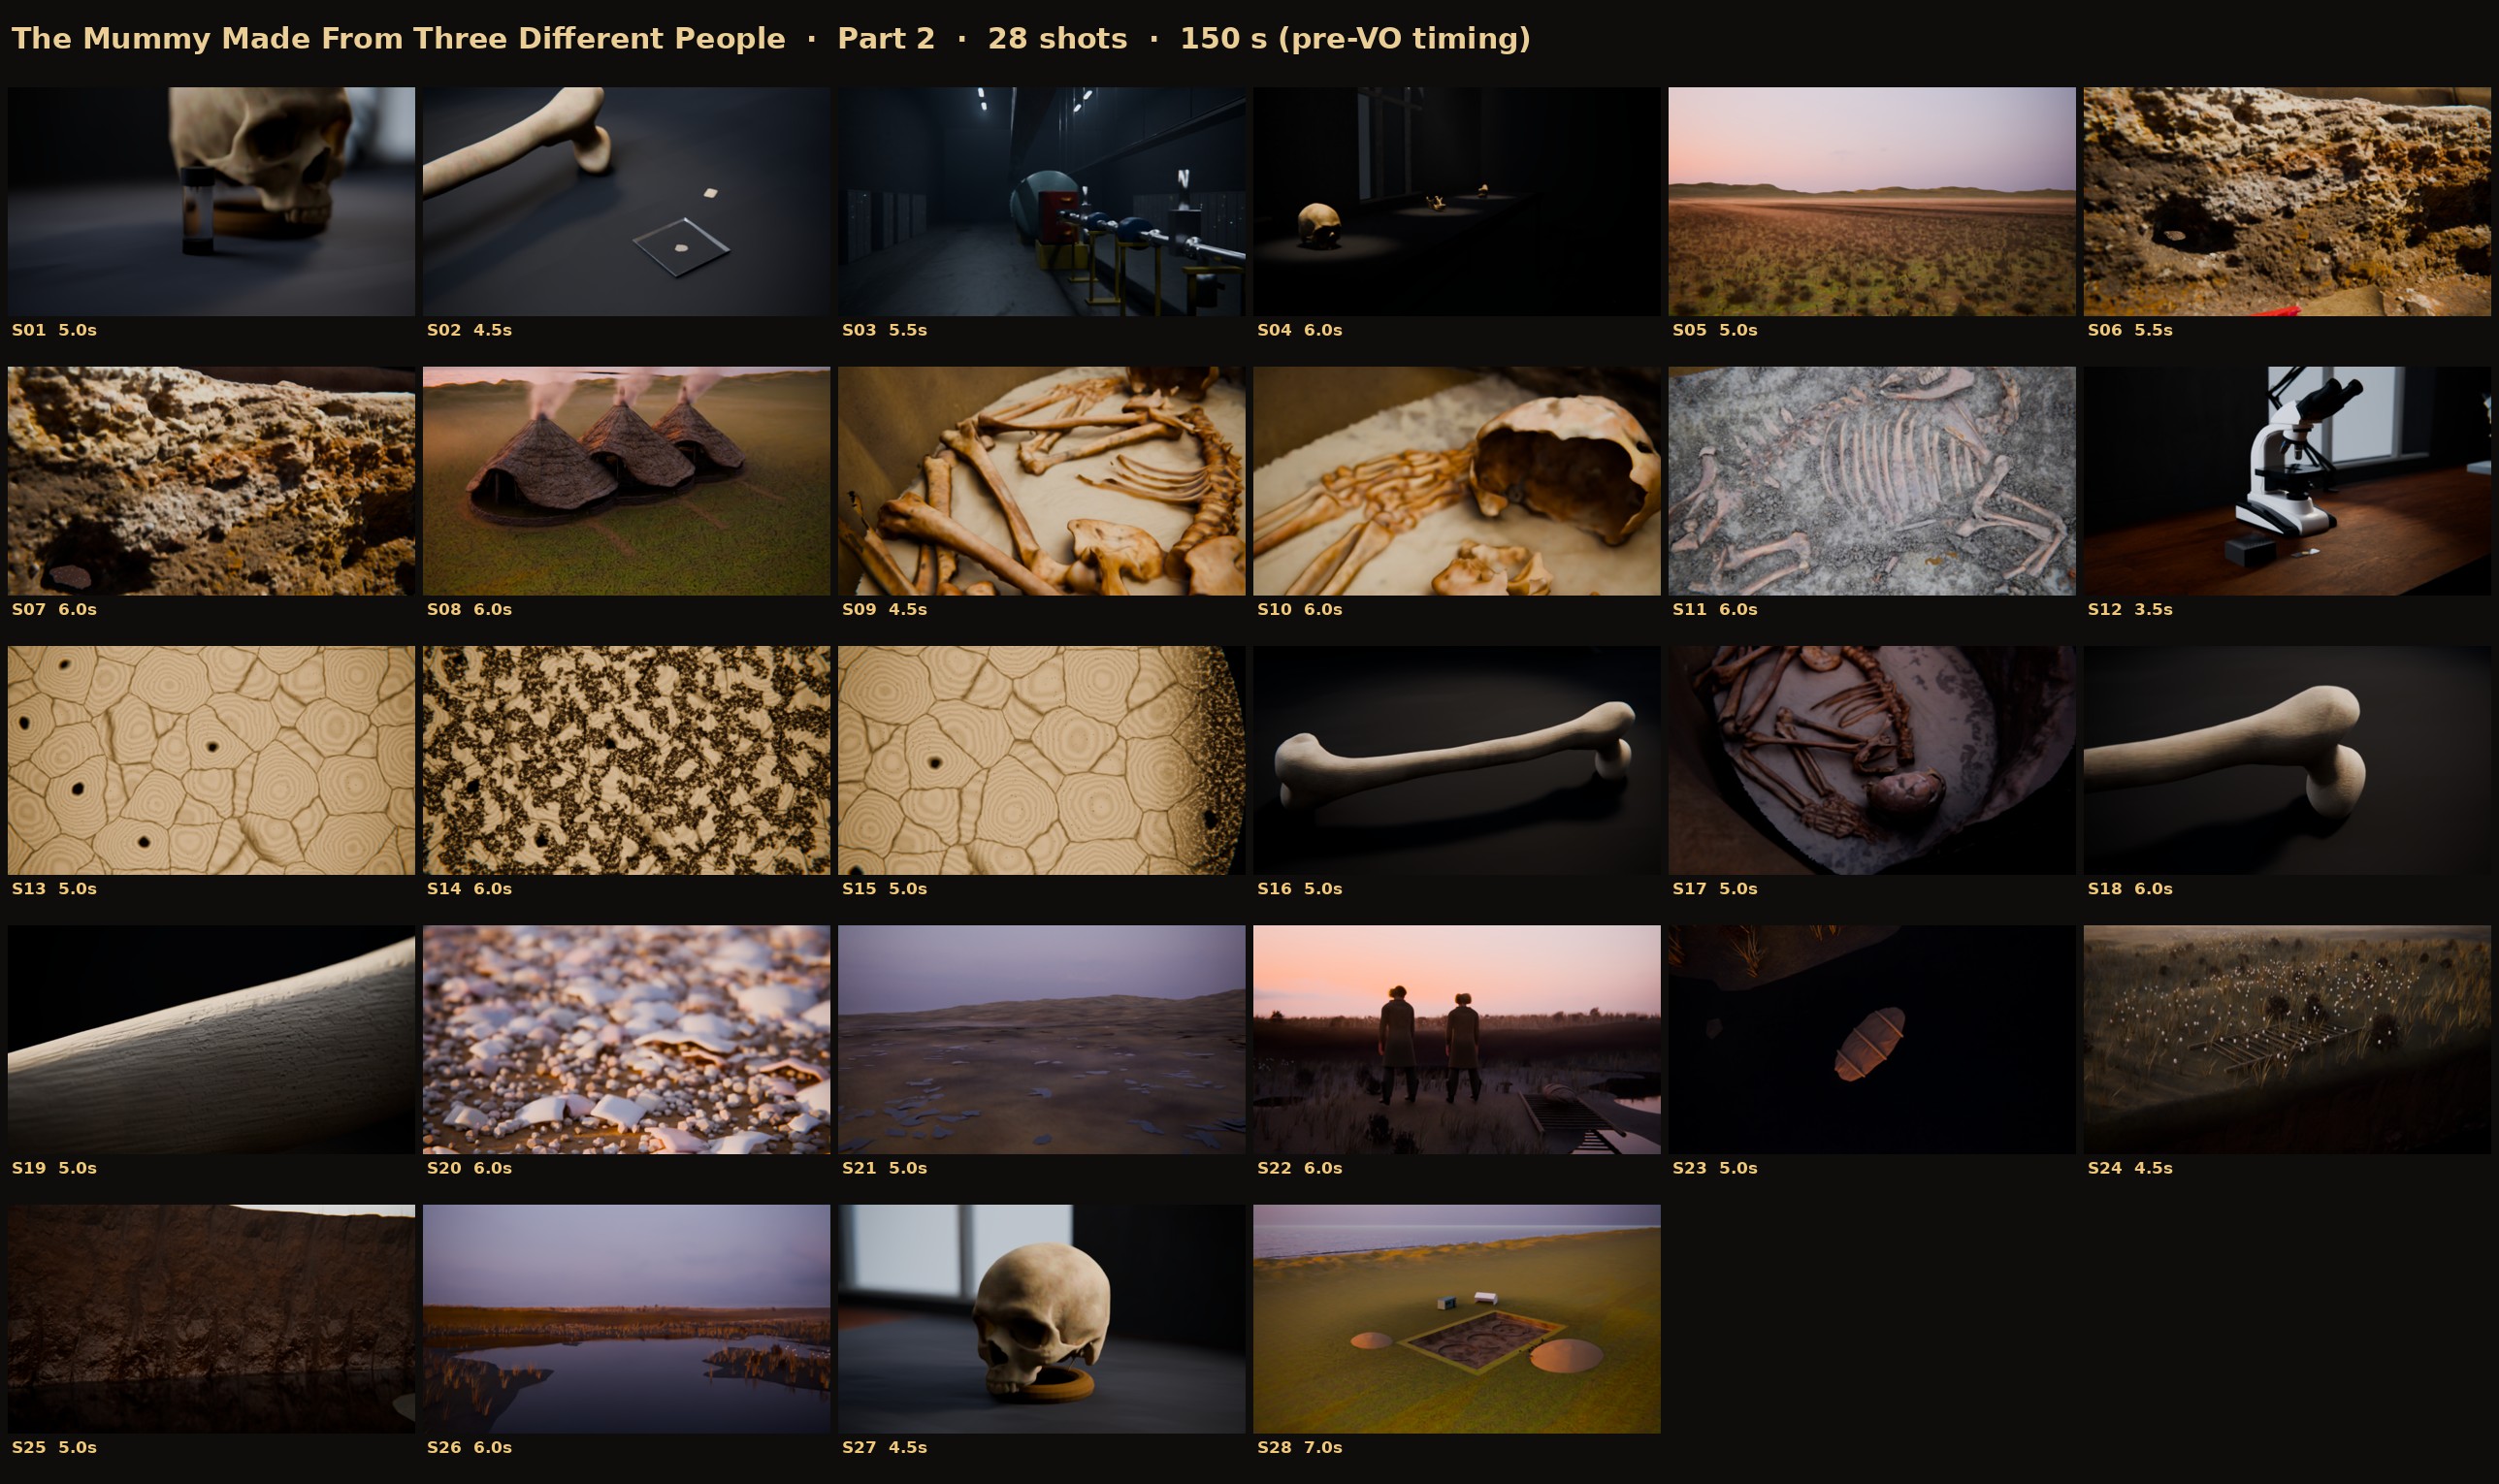 The Mummy Made From Three Different People · Part 2 · 28 shots · 150 s (pre-VO timing)
S01 5.0s
S02 4.5s
S03 5.5s
S04 6.0s
S05 5.0s
S06 5.5s
S07 6.0s
S08 6.0s
S09 4.5s
S10 6.0s
S11 6.0s
S12 3.5s
S13 5.0s
S14 6.0s
S15 5.0s
S16 5.0s
S17 5.0s
S18 6.0s
S19 5.0s
S20 6.0s
S21 5.0s
S22 6.0s
S23 5.0s
S24 4.5s
S25 5.0s
S26 6.0s
S27 4.5s
S28 7.0s